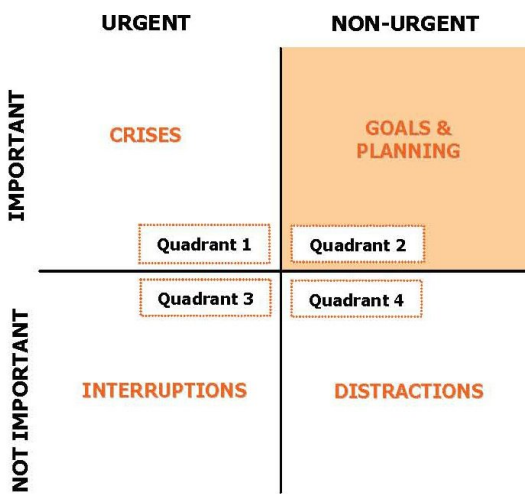 URGENT
NON-URGENT
IMPORTANT
CRISES
GOALS &
PLANNING
Quadrant 1
Quadrant 2
Quadrant 3
Quadrant 4
NOT IMPORTANT
INTERRUPTIONS
DISTRACTIONS